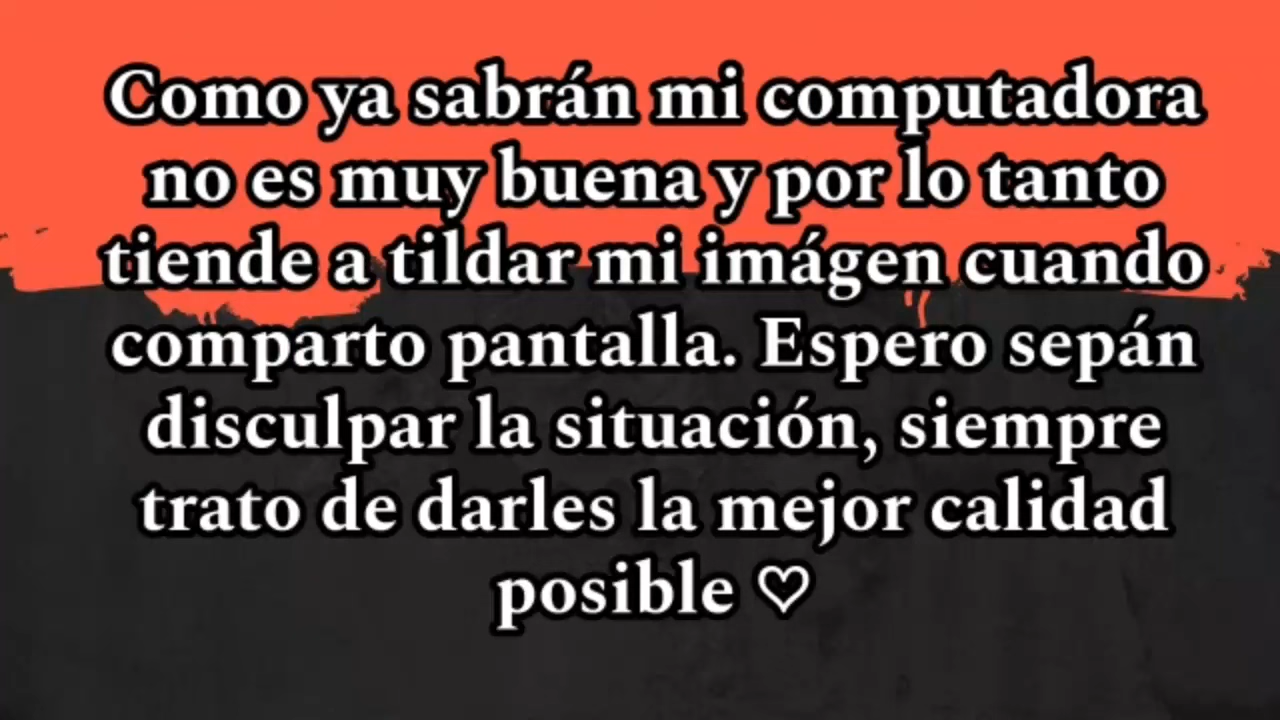 Como ya sabrán mi computadora
no es muy buena y por lo tanto
tiende a tildar mi imágen cuando
comparto pantalla. Espero sepán
disculpar la situación, siempre
trato de darles la mejor calidad
posible ♡